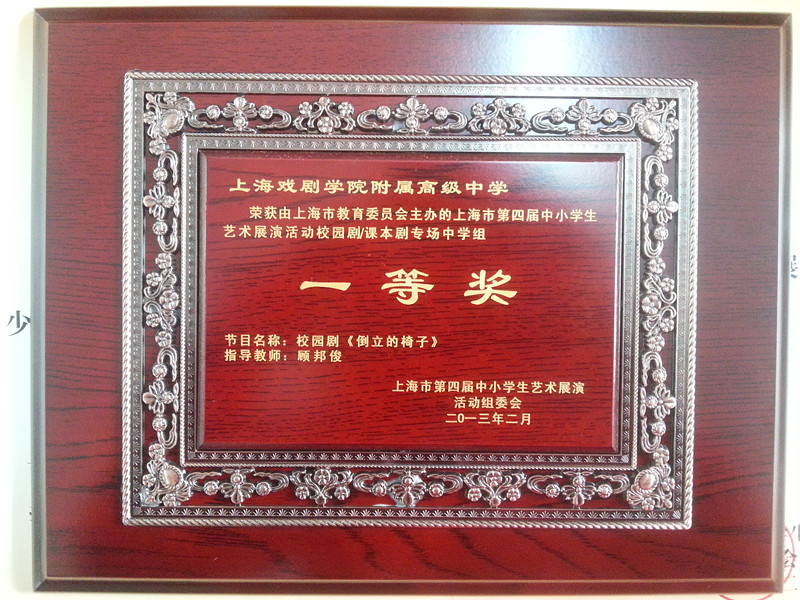 上海戏剧学院附属高级中学
荣获由上海市教育委员会主办的上海市第四届中小学生
艺术展演活动校园剧/课本剧专场中学组
一等奖
节目名称：校园剧《倒立的椅子》
指导教师：顾邦俊
上海市第四届中小学生艺术展演
活动组委会
二〇一三年二月
少